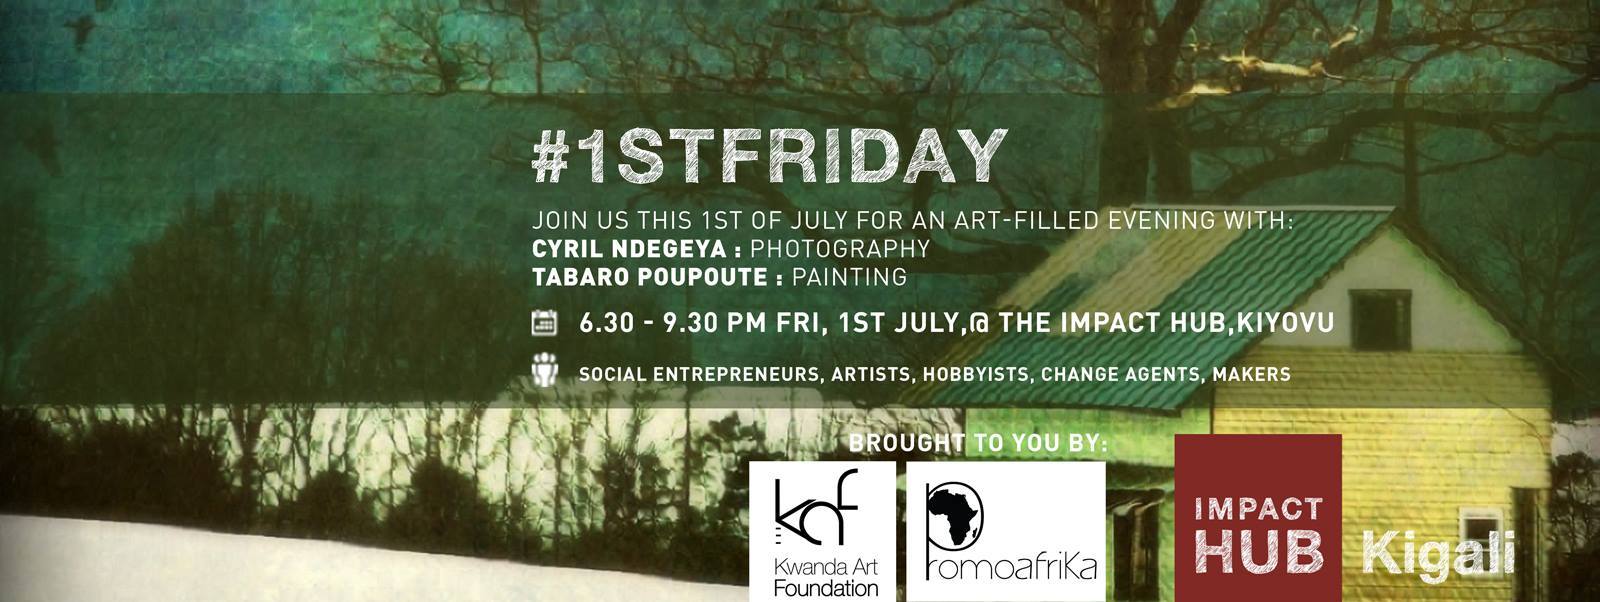 #1STFRIDAY
JOIN US THIS 1ST OF JULY FOR AN ART-FILLED EVENING WITH:
CYRIL NDEGEYA : PHOTOGRAPHY
TABARO POUPOUTE : PAINTING
6.30 - 9.30 PM FRI, 1ST JULY,@ THE IMPACT HUB,KIYOVU
SOCIAL ENTREPRENEURS, ARTISTS, HOBBYISTS, CHANGE AGENTS, MAKERS
BROUGHT TO YOU BY:
kaf
Kwanda Art
Foundation
PromoafriKa
IMPACT
HUB Kigali